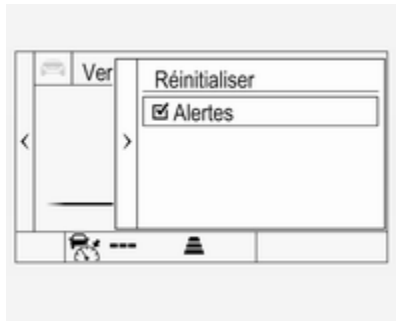 Ver
Réinitialiser
☑ Alertes
---